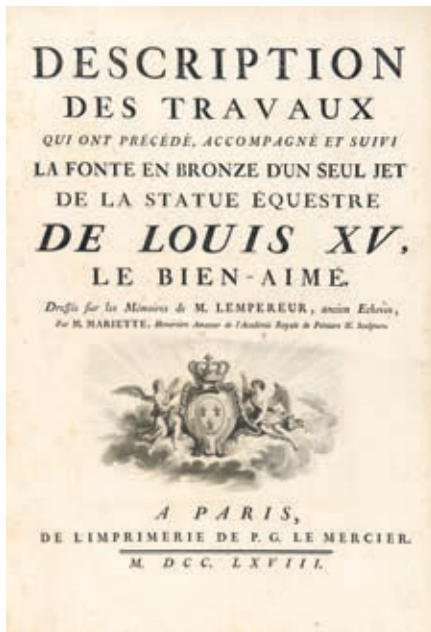 DESCRIPTION
DES TRAVAUX
QUI ONT PRÉCÉDÉ, ACCOMPAGNÉ ET SUIVI
LA FONTE EN BRONZE D'UN SEUL JET
DE LA STATUE ÉQUESTRE
DE LOUIS XV,
LE BIEN-AIMÉ.
Dressée sur les Mémoires de M. LEMPEREUR, ancien Echevin,
Par M. MARIETTE, Honoraire Amateur de l'Académie Royale de Peinture & Sculpture.
A PARIS,
DE L'IMPRIMERIE DE P. G. LE MERCIER.
M. DCC. LXVIII.